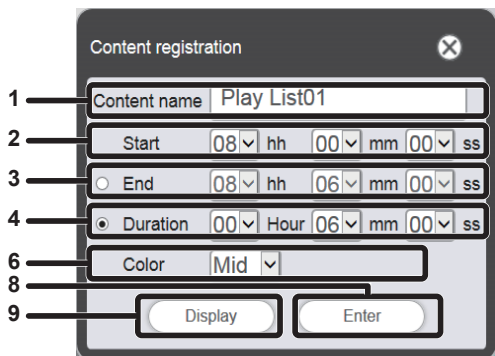 Content registration
1 Content name Play List01
2 Start 08 hh 00 mm 00 ss
3 End 08 hh 06 mm 00 ss
4 Duration 00 Hour 06 mm 00 ss
6 Color Mid
8
9 Display Enter